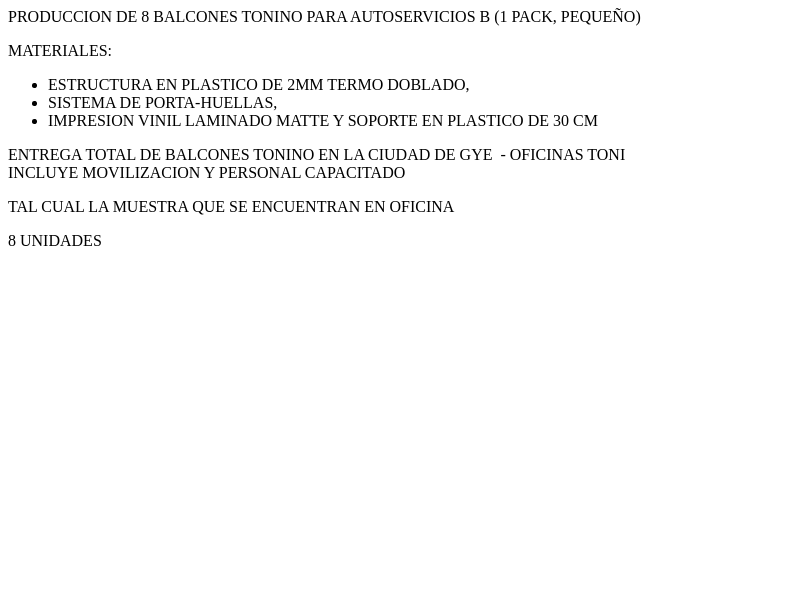 PRODUCCION DE 8 BALCONES TONINO PARA AUTOSERVICIOS B (1 PACK, PEQUEÑO)
MATERIALES:
• ESTRUCTURA EN PLASTICO DE 2MM TERMO DOBLADO,
• SISTEMA DE PORTA-HUELLAS,
• IMPRESION VINIL LAMINADO MATTE Y SOPORTE EN PLASTICO DE 30 CM
ENTREGA TOTAL DE BALCONES TONINO EN LA CIUDAD DE GYE  - OFICINAS TONI
INCLUYE MOVILIZACION Y PERSONAL CAPACITADO
TAL CUAL LA MUESTRA QUE SE ENCUENTRAN EN OFICINA
8 UNIDADES